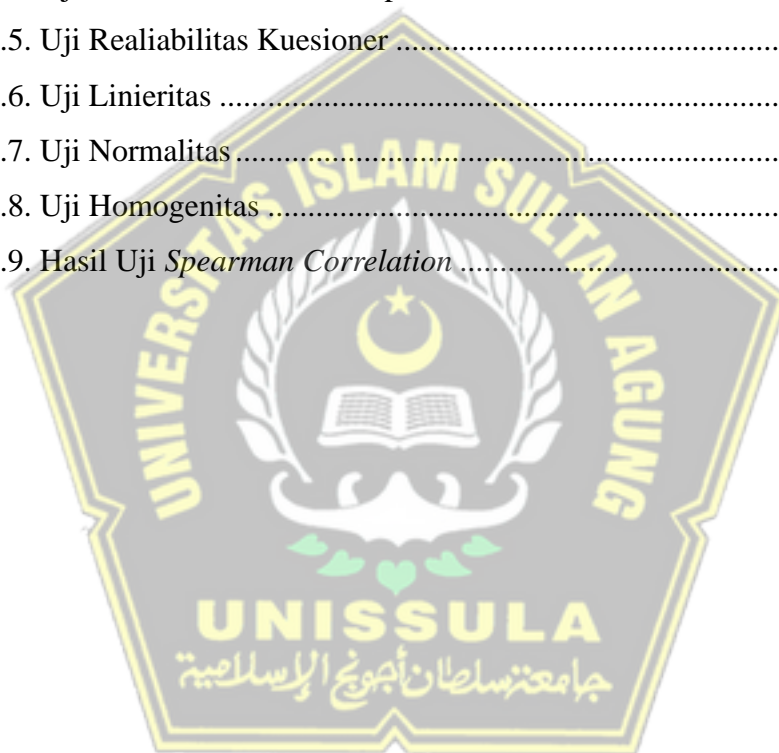 .5. Uji Realiabilitas Kuesioner ..................................................
.6. Uji Linieritas ........................................................................
.7. Uji Normalitas ......................................................................
.8. Uji Homogenitas ..................................................................
.9. Hasil Uji Spearman Correlation ........................................
UNIVERSITAS ISLAM SULTAN AGUNG
UNISSULA
جامعة سلطان أجونج الإسلامية